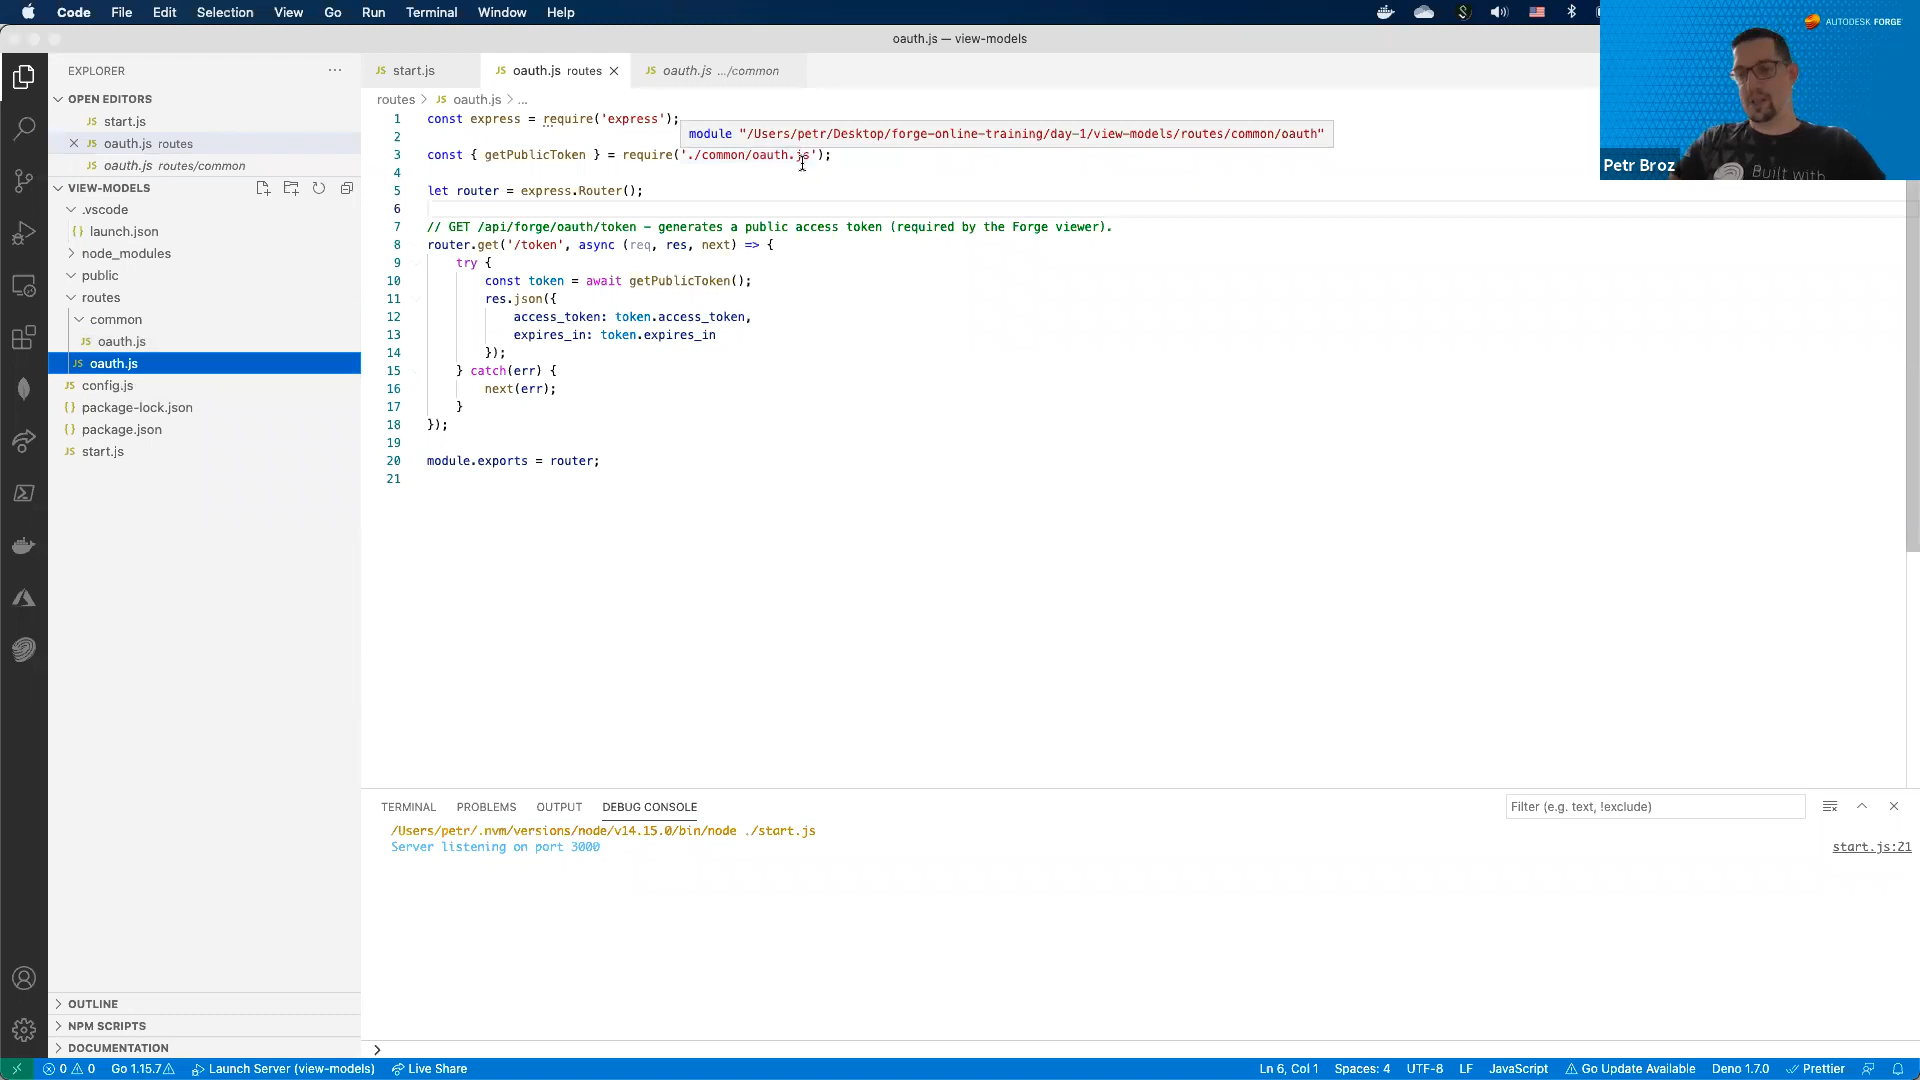 Code File Edit Selection View Go Run Terminal Window Help
oauth.js — view-models
AUTODESK FORGE
Petr Broz
Built with
EXPLORER
OPEN EDITORS
start.js
oauth.js routes
oauth.js routes/common
VIEW-MODELS
.vscode
launch.json
node_modules
public
routes
common
oauth.js
oauth.js
config.js
package-lock.json
package.json
start.js
OUTLINE
NPM SCRIPTS
DOCUMENTATION
start.js
oauth.js routes
oauth.js .../common
routes > oauth.js > ...
1 const express = require('express');
module "/Users/petr/Desktop/forge-online-training/day-1/view-models/routes/common/oauth"
2
3 const { getPublicToken } = require('./common/oauth.js');
4
5 let router = express.Router();
6
7 // GET /api/forge/oauth/token – generates a public access token (required by the Forge viewer).
8 router.get('/token', async (req, res, next) => {
9 try {
10 const token = await getPublicToken();
11 res.json({
12 access_token: token.access_token,
13 expires_in: token.expires_in
14 });
15 } catch(err) {
16 next(err);
17 }
18 });
19
20 module.exports = router;
21
TERMINAL PROBLEMS OUTPUT DEBUG CONSOLE
Filter (e.g. text, !exclude)
/Users/petr/.nvm/versions/node/v14.15.0/bin/node ./start.js
Server listening on port 3000
start.js:21
0 0 Go 1.15.7 Launch Server (view-models) Live Share
Ln 6, Col 1 Spaces: 4 UTF-8 LF JavaScript Go Update Available Deno 1.7.0 Prettier